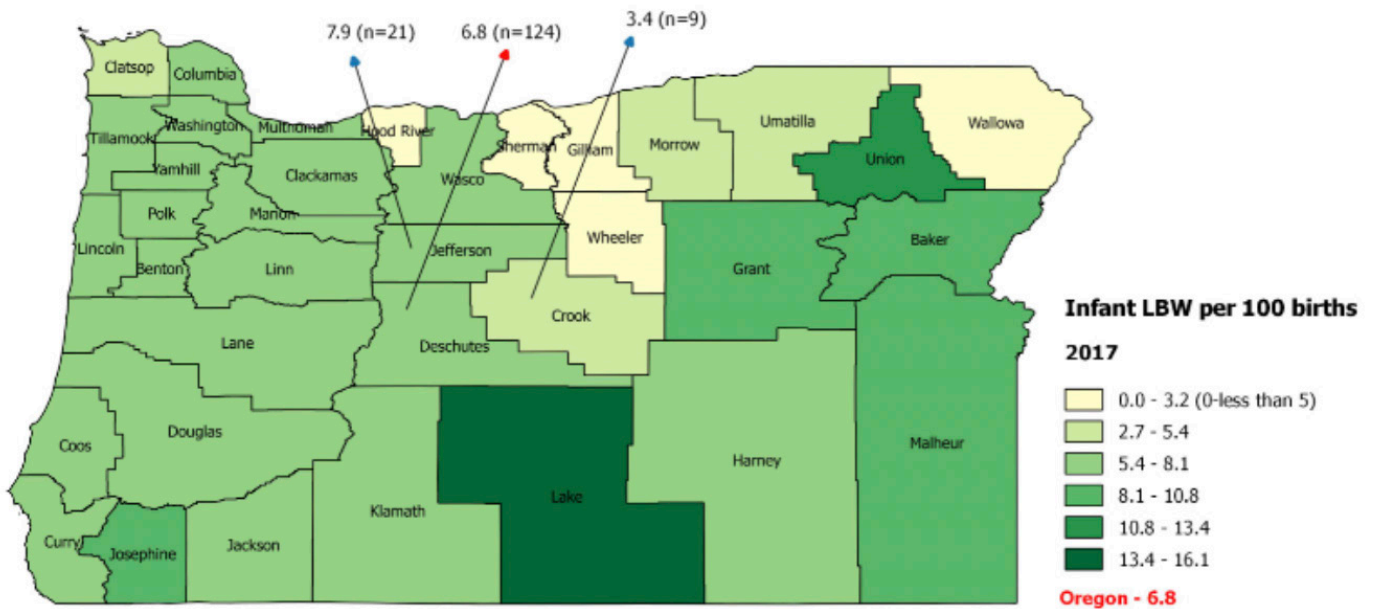 7.9 (n=21)
6.8 (n=124)
3.4 (n=9)
Clatsop
Columbia
Tillamook
Washington
Multnomah
Hood River
Sherman
Gilliam
Morrow
Umatilla
Union
Wallowa
Yamhill
Clackamas
Wasco
Polk
Marion
Lincoln
Benton
Linn
Jefferson
Wheeler
Grant
Baker
Crook
Lane
Deschutes
Coos
Douglas
Harney
Malheur
Klamath
Lake
Curry
Josephine
Jackson
Infant LBW per 100 births
2017
0.0 - 3.2 (0-less than 5)
2.7 - 5.4
5.4 - 8.1
8.1 - 10.8
10.8 - 13.4
13.4 - 16.1
Oregon - 6.8